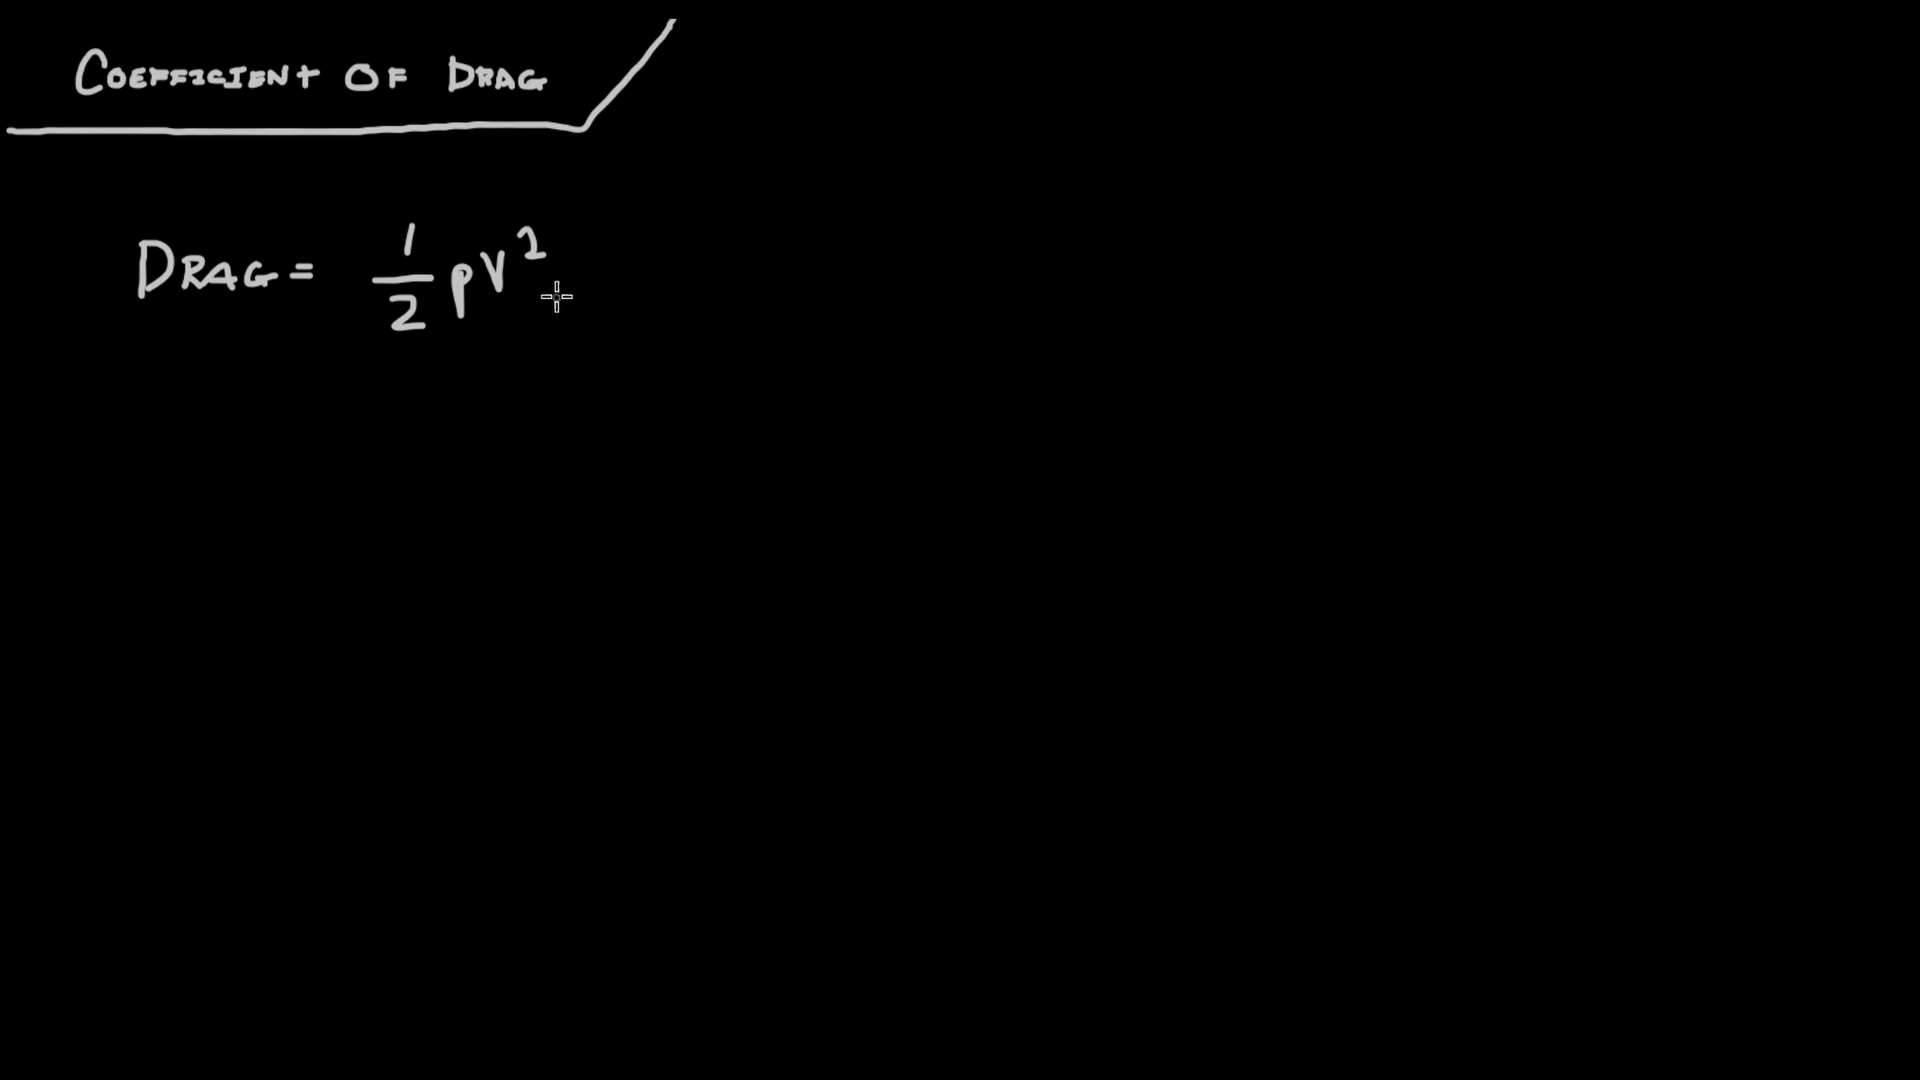 COEFFICIENT OF DRAG
DRAG = 1/2 ρV²